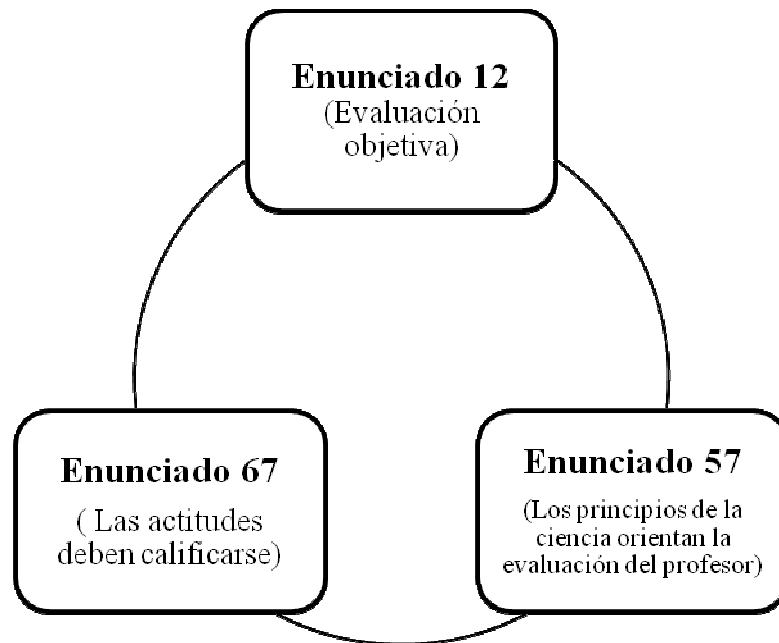 Enunciado 12
(Evaluación
objetiva)
Enunciado 67
( Las actitudes
deben calificarse)
Enunciado 57
(Los principios de la
ciencia orientan la
evaluación del profesor)